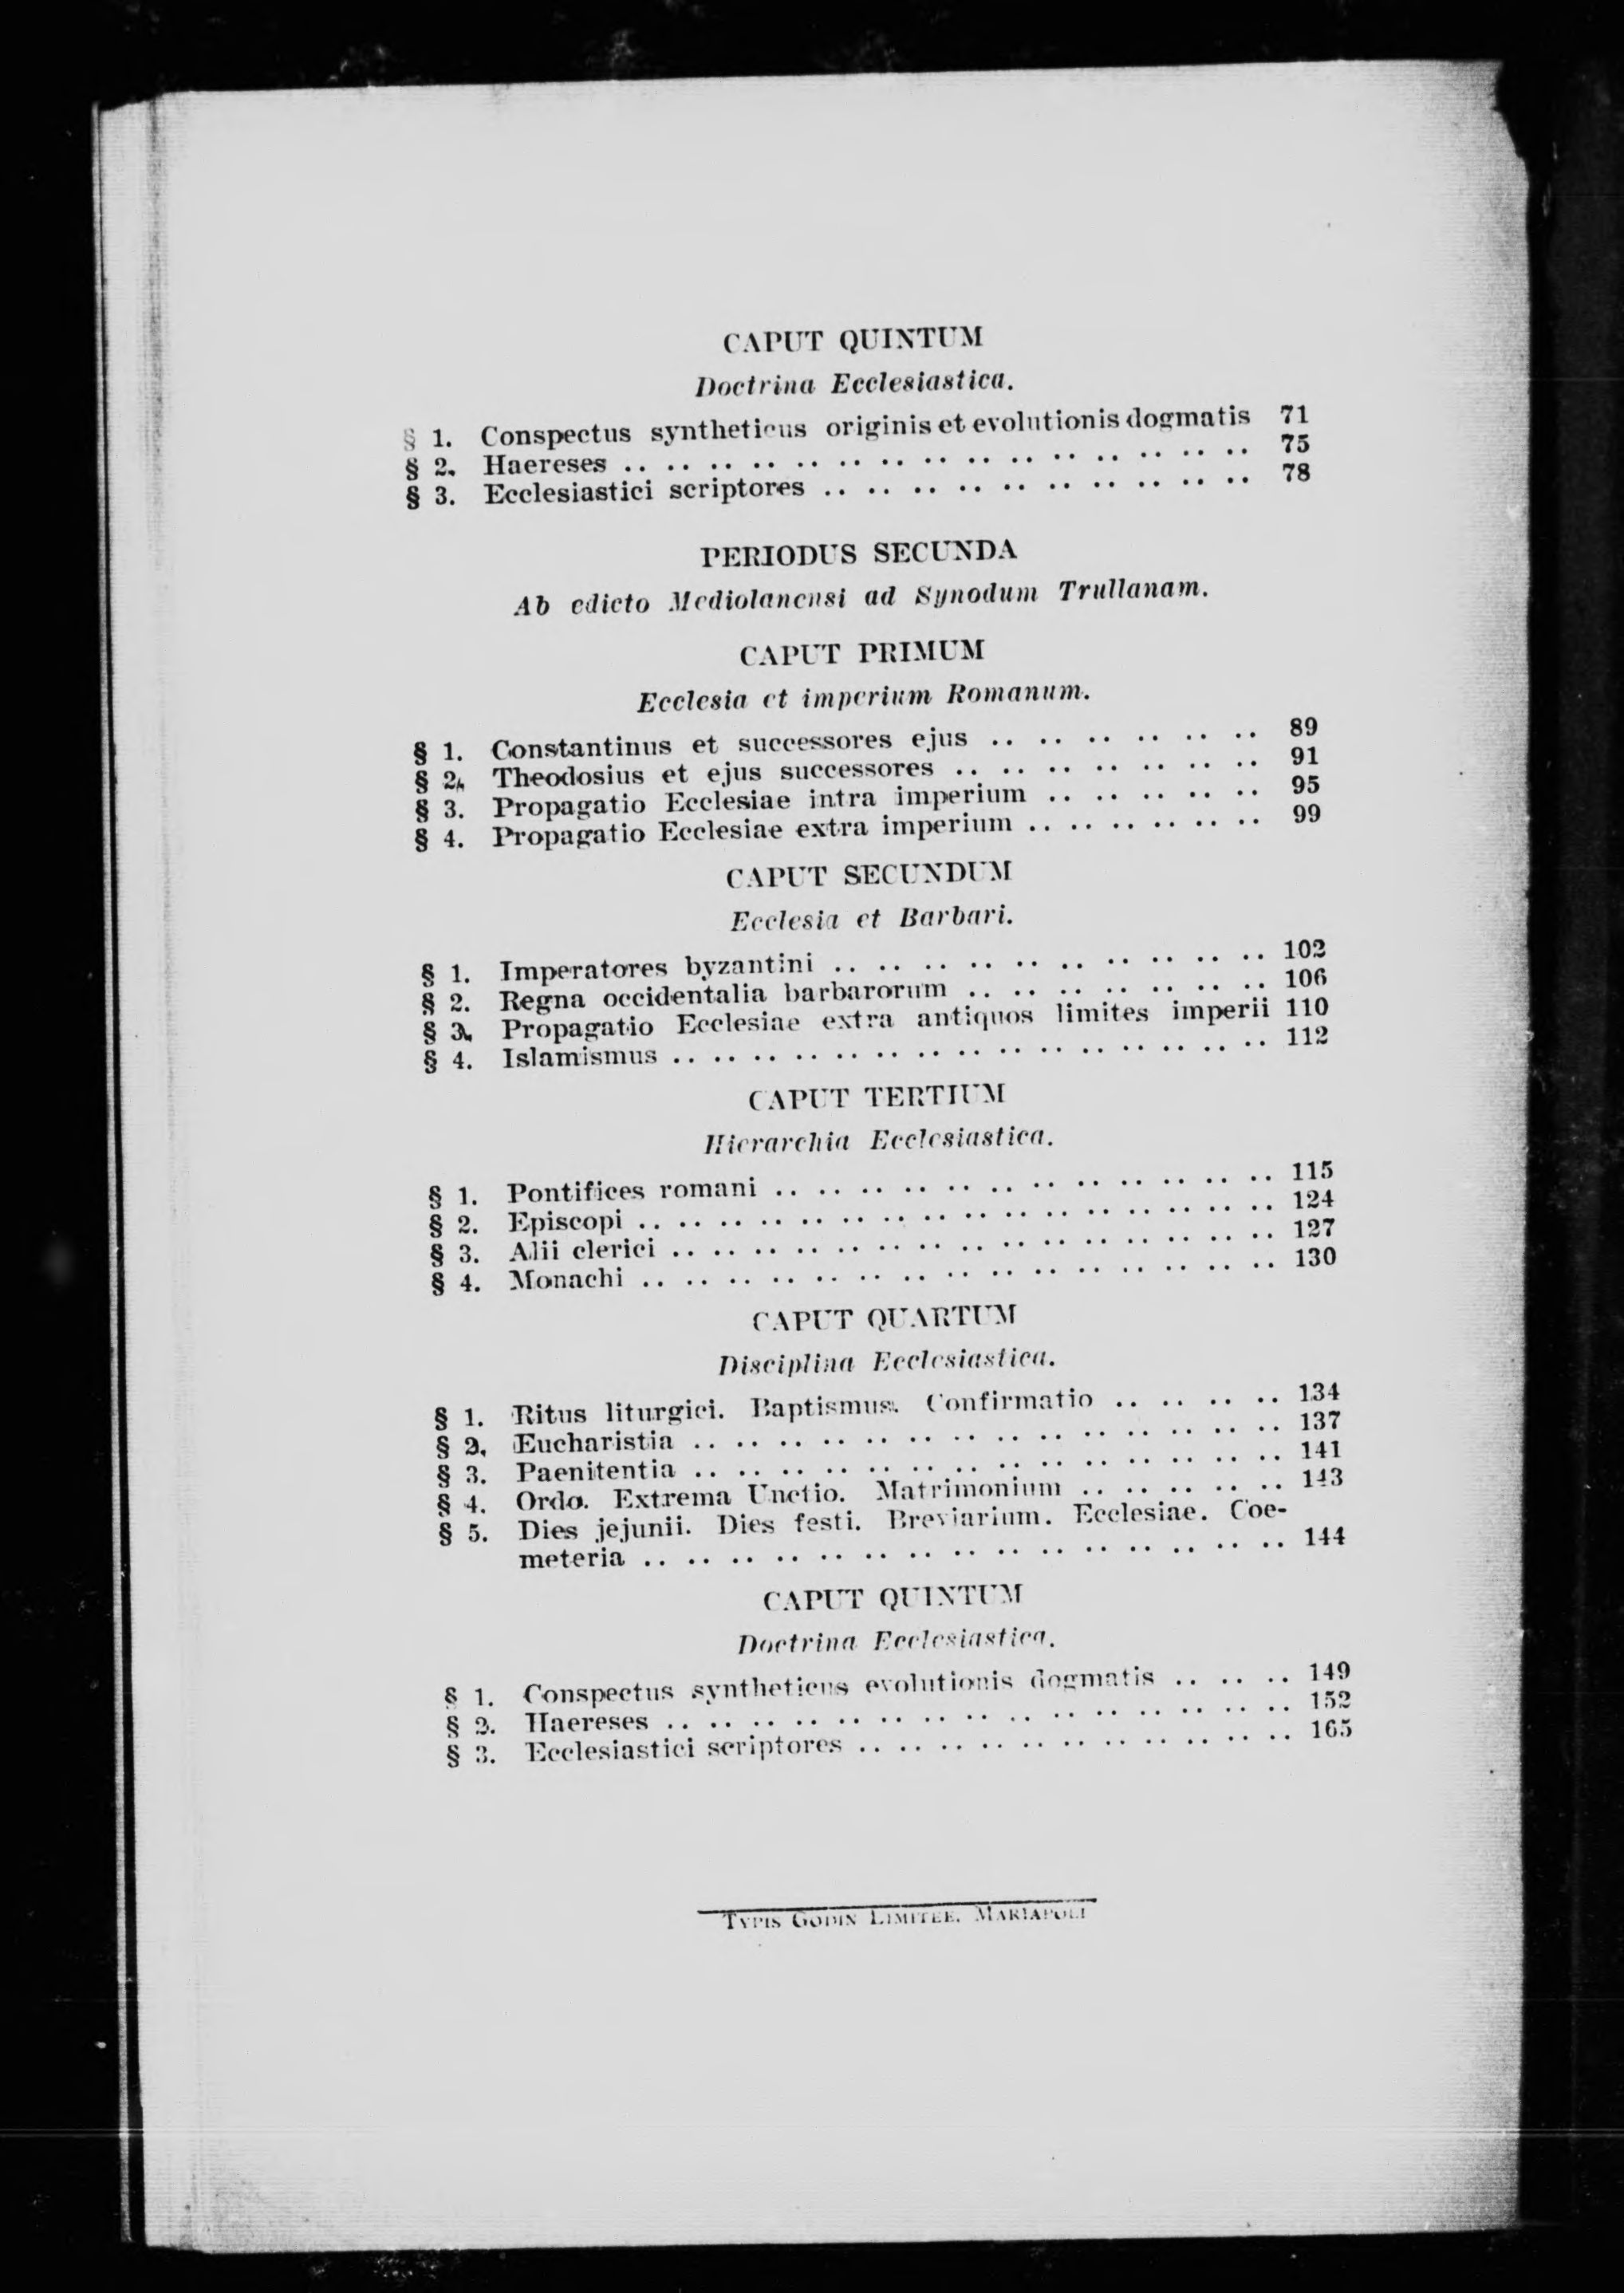 CAPUT QUINTUM
Doctrina Ecclesiastica.
§ 1. Conspectus syntheticus originis et evolutionis dogmatis 71
§ 2. Haereses .. .. .. .. .. .. .. .. .. .. .. .. .. .. .. 75
§ 3. Ecclesiastici scriptores .. .. .. .. .. .. .. .. .. .. 78
PERIODUS SECUNDA
Ab edicto Mediolanensi ad Synodum Trullanam.
CAPUT PRIMUM
Ecclesia et imperium Romanum.
§ 1. Constantinus et successores ejus .. .. .. .. .. .. .. 89
§ 2. Theodosius et ejus successores .. .. .. .. .. .. .. .. 91
§ 3. Propagatio Ecclesiae intra imperium .. .. .. .. .. .. 95
§ 4. Propagatio Ecclesiae extra imperium .. .. .. .. .. .. 99
CAPUT SECUNDUM
Ecclesia et Barbari.
§ 1. Imperatores byzantini .. .. .. .. .. .. .. .. .. .. 102
§ 2. Regna occidentalia barbarorum .. .. .. .. .. .. .. 106
§ 3. Propagatio Ecclesiae extra antiquos limites imperii 110
§ 4. Islamismus .. .. .. .. .. .. .. .. .. .. .. .. .. .. .. 112
CAPUT TERTIUM
Hierarchia Ecclesiastica.
§ 1. Pontifices romani .. .. .. .. .. .. .. .. .. .. .. .. 115
§ 2. Episcopi .. .. .. .. .. .. .. .. .. .. .. .. .. .. .. .. 124
§ 3. Alii clerici .. .. .. .. .. .. .. .. .. .. .. .. .. .. .. 127
§ 4. Monachi .. .. .. .. .. .. .. .. .. .. .. .. .. .. .. 130
CAPUT QUARTUM
Disciplina Ecclesiastica.
§ 1. Ritus liturgici. Baptismus. Confirmatio .. .. .. .. 134
§ 2. Eucharistia .. .. .. .. .. .. .. .. .. .. .. .. .. .. 137
§ 3. Paenitentia .. .. .. .. .. .. .. .. .. .. .. .. .. .. 141
§ 4. Ordo. Extrema Unctio. Matrimonium .. .. .. .. .. 143
§ 5. Dies jejunii. Dies festi. Breviarium. Ecclesiae. Coe-
meteria .. .. .. .. .. .. .. .. .. .. .. .. .. .. .. 144
CAPUT QUINTUM
Doctrina Ecclesiastica.
§ 1. Conspectus syntheticus evolutionis dogmatis .. .. .. 149
§ 2. Haereses .. .. .. .. .. .. .. .. .. .. .. .. .. .. .. 152
§ 3. Ecclesiastici scriptores .. .. .. .. .. .. .. .. .. .. .. 165
TYPIS GODIN LIMITEE. MARIAPOLI